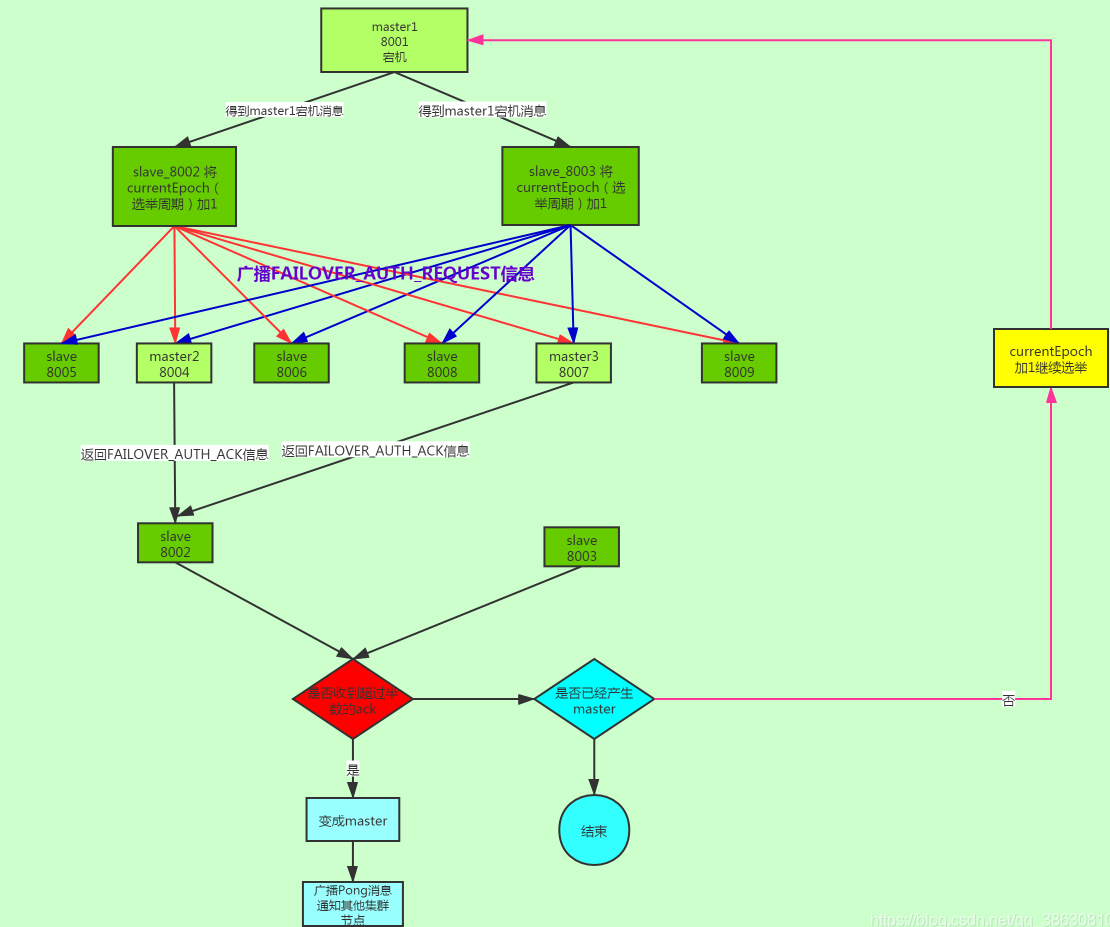 master1
8001
宕机
得到master1宕机消息
得到master1宕机消息
slave_8002 将
currentEpoch（
选举周期）加1
slave_8003 将
currentEpoch（选
举周期）加1
广播FAILOVER_AUTH_REQUEST信息
slave
8005
master2
8004
slave
8006
slave
8008
master3
8007
slave
8009
currentEpoch
加1继续选举
返回FAILOVER_AUTH_ACK信息
返回FAILOVER_AUTH_ACK信息
slave
8002
slave
8003
是否收到超过半
数的ack
是否已经产生
master
否
是
变成master
结束
广播Pong消息
通知其他集群
节点
https://blog.csdn.net/qq_38630810